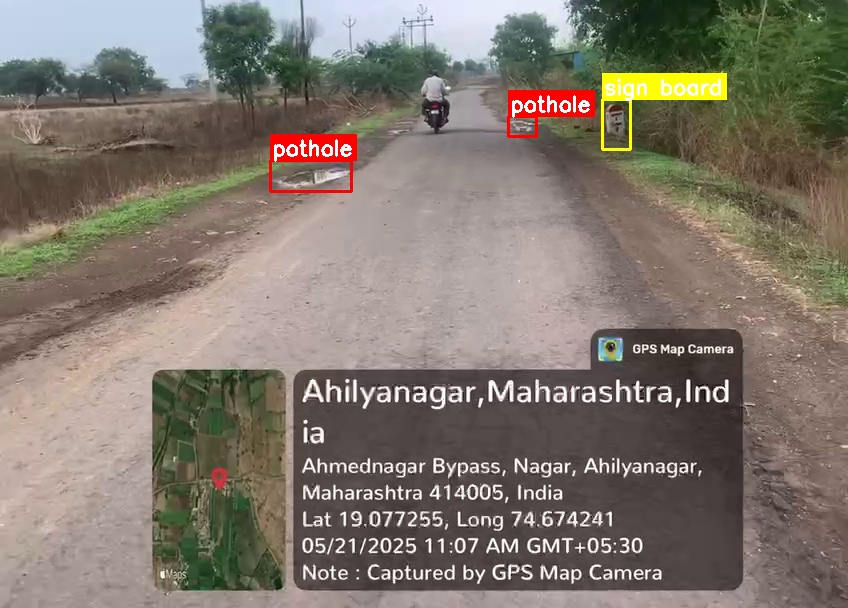 sign board
pothole
pothole
GPS Map Camera
Ahilyanagar,Maharashtra,Ind
ia
Ahmednagar Bypass, Nagar, Ahilyanagar,
Maharashtra 414005, India
Lat 19.077255, Long 74.674241
05/21/2025 11:07 AM GMT+05:30
Note : Captured by GPS Map Camera
Maps